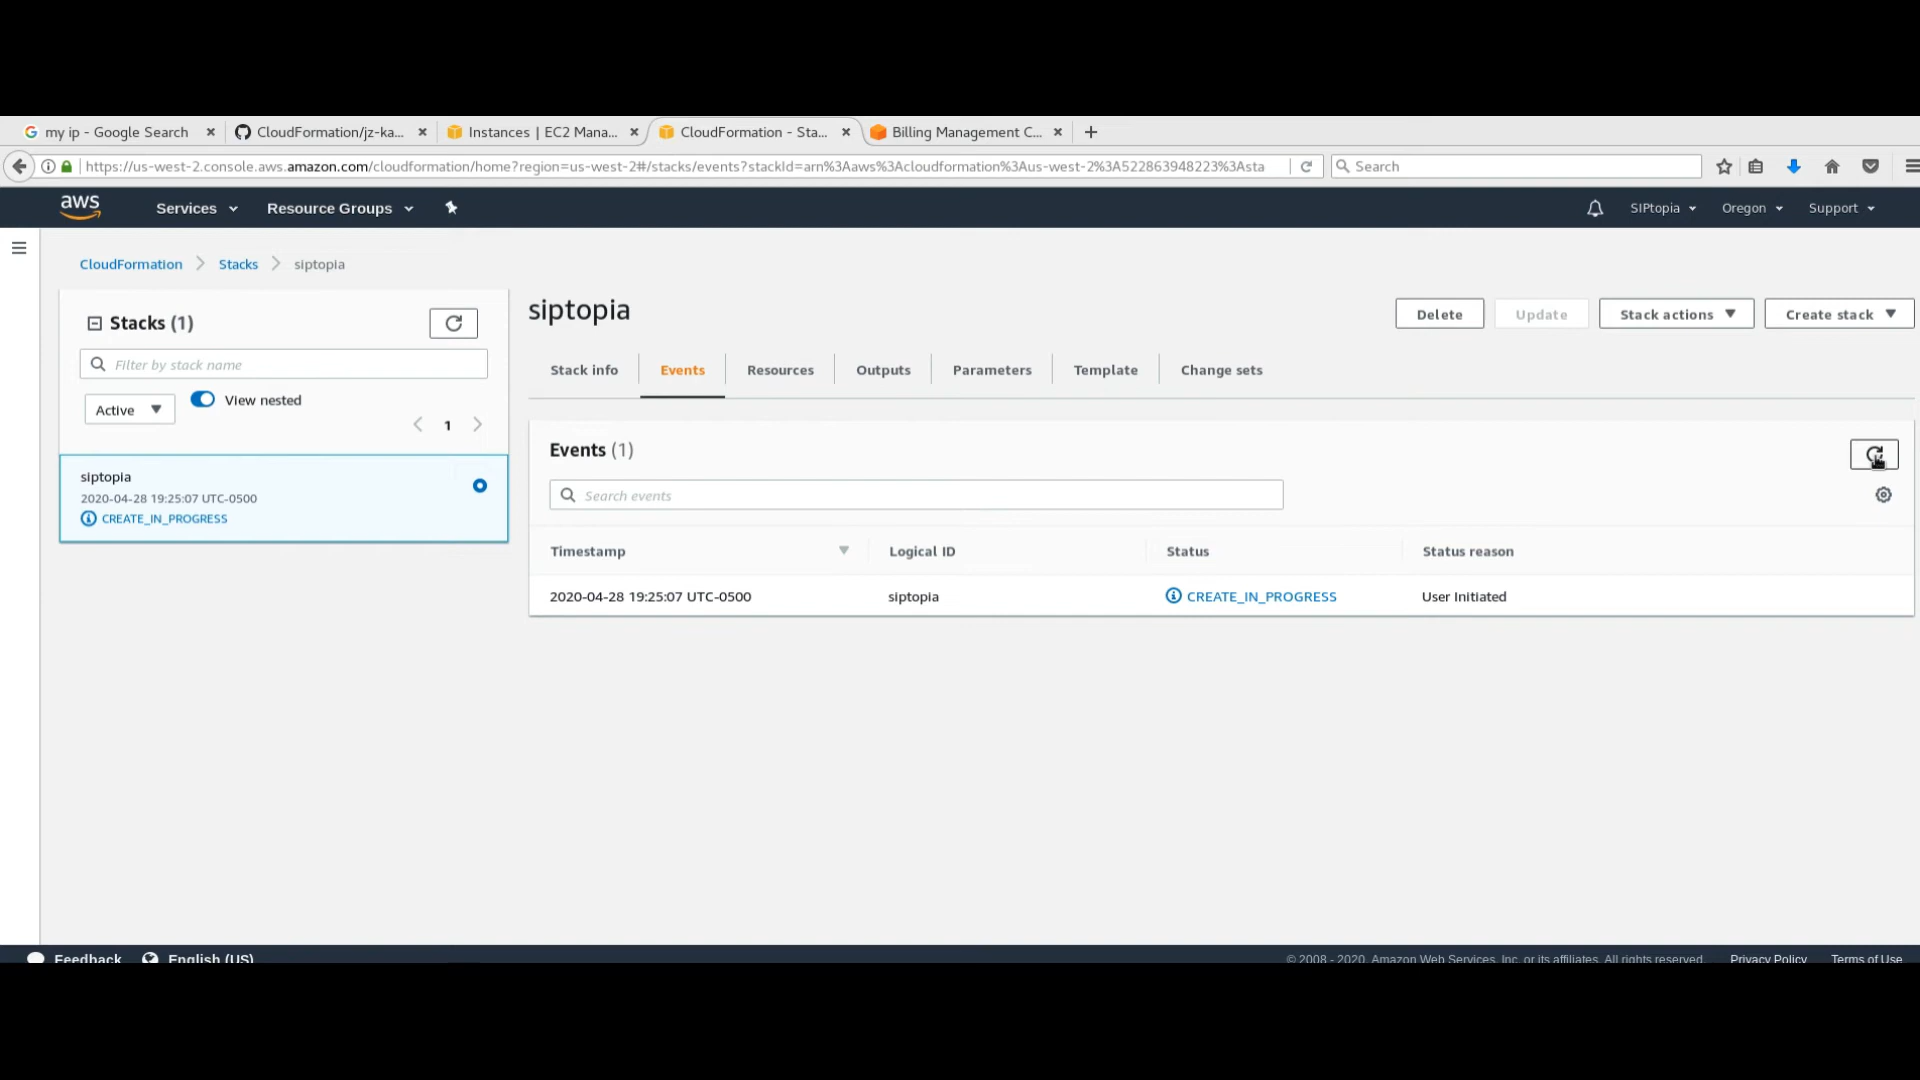 my ip - Google Search
CloudFormation/jz-ka...
Instances | EC2 Mana...
CloudFormation - Sta...
Billing Management C...
https://us-west-2.console.aws.amazon.com/cloudformation/home?region=us-west-2#/stacks/events?stackId=arn%3Aaws%3Acloudformation%3Aus-west-2%3A522863948223%3Asta
Search
aws
Services
Resource Groups
SIPtopia
Oregon
Support
CloudFormation
Stacks
siptopia
Stacks (1)
Filter by stack name
Active
View nested
1
siptopia
2020-04-28 19:25:07 UTC-0500
CREATE_IN_PROGRESS
siptopia
Delete
Update
Stack actions
Create stack
Stack info
Events
Resources
Outputs
Parameters
Template
Change sets
Events (1)
Search events
Timestamp
Logical ID
Status
Status reason
2020-04-28 19:25:07 UTC-0500
siptopia
CREATE_IN_PROGRESS
User Initiated
Feedback
English (US)
© 2008 - 2020, Amazon Web Services, Inc. or its affiliates. All rights reserved.
Privacy Policy
Terms of Use